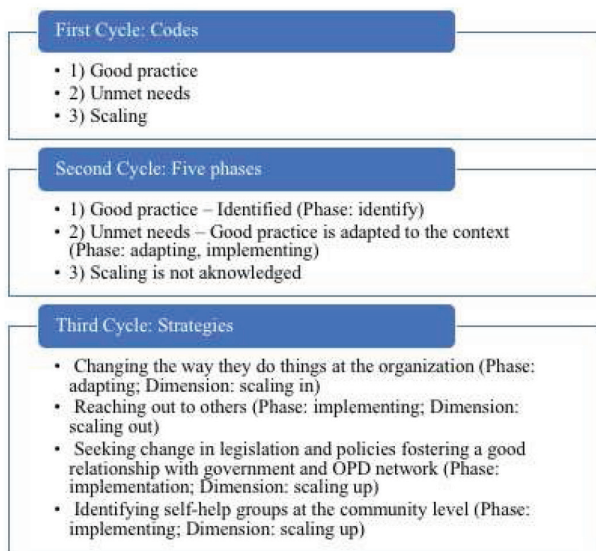 First Cycle: Codes
• 1) Good practice
• 2) Unmet needs
• 3) Scaling
Second Cycle: Five phases
• 1) Good practice – Identified (Phase: identify)
• 2) Unmet needs – Good practice is adapted to the context
(Phase: adapting, implementing)
• 3) Scaling is not aknowledged
Third Cycle: Strategies
• Changing the way they do things at the organization (Phase:
adapting; Dimension: scaling in)
• Reaching out to others (Phase: implementing; Dimension:
scaling out)
• Seeking change in legislation and policies fostering a good
relationship with government and OPD network (Phase:
implementation; Dimension: scaling up)
• Identifying self-help groups at the community level (Phase:
implementing; Dimension: scaling up)